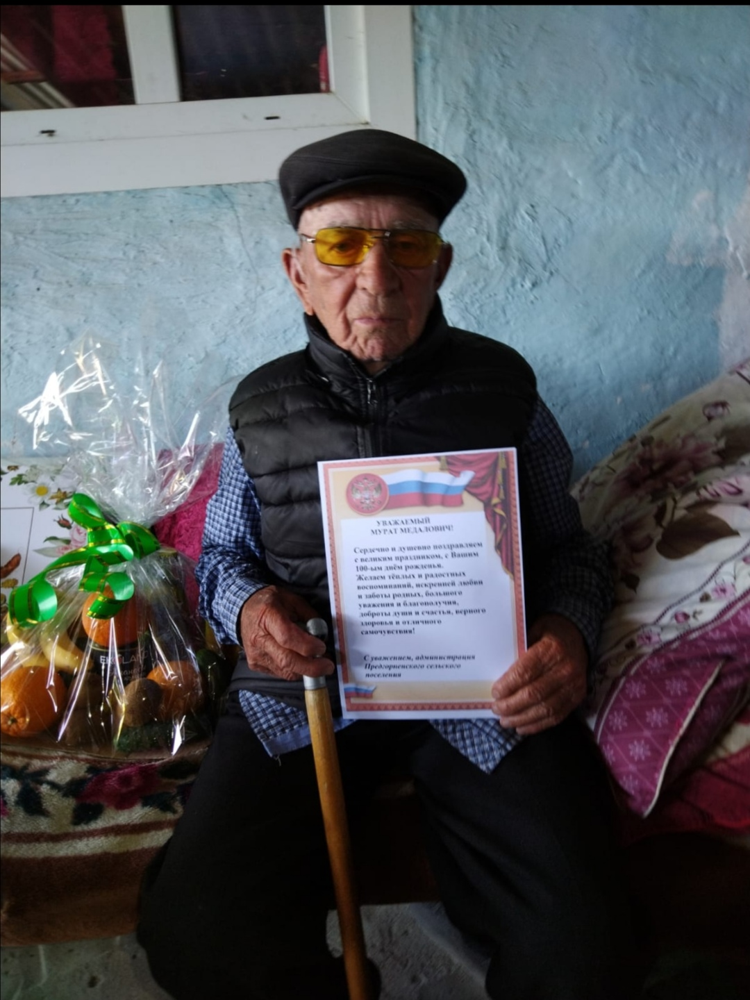 УВАЖАЕМЫЙ
МУРАТ МЕДАЛОВИЧ!
Сердечно и душевно поздравляем
с великим праздником, с Вашим
100-ым днём рожденья.
Желаем тёплых и радостных
воспоминаний, искренней любви
и заботы родных, большого
уважения и благополучия,
доброты души и счастья, верного
здоровья и отличного
самочувствия!
С уважением, администрация
Предгорненского сельского
поселения